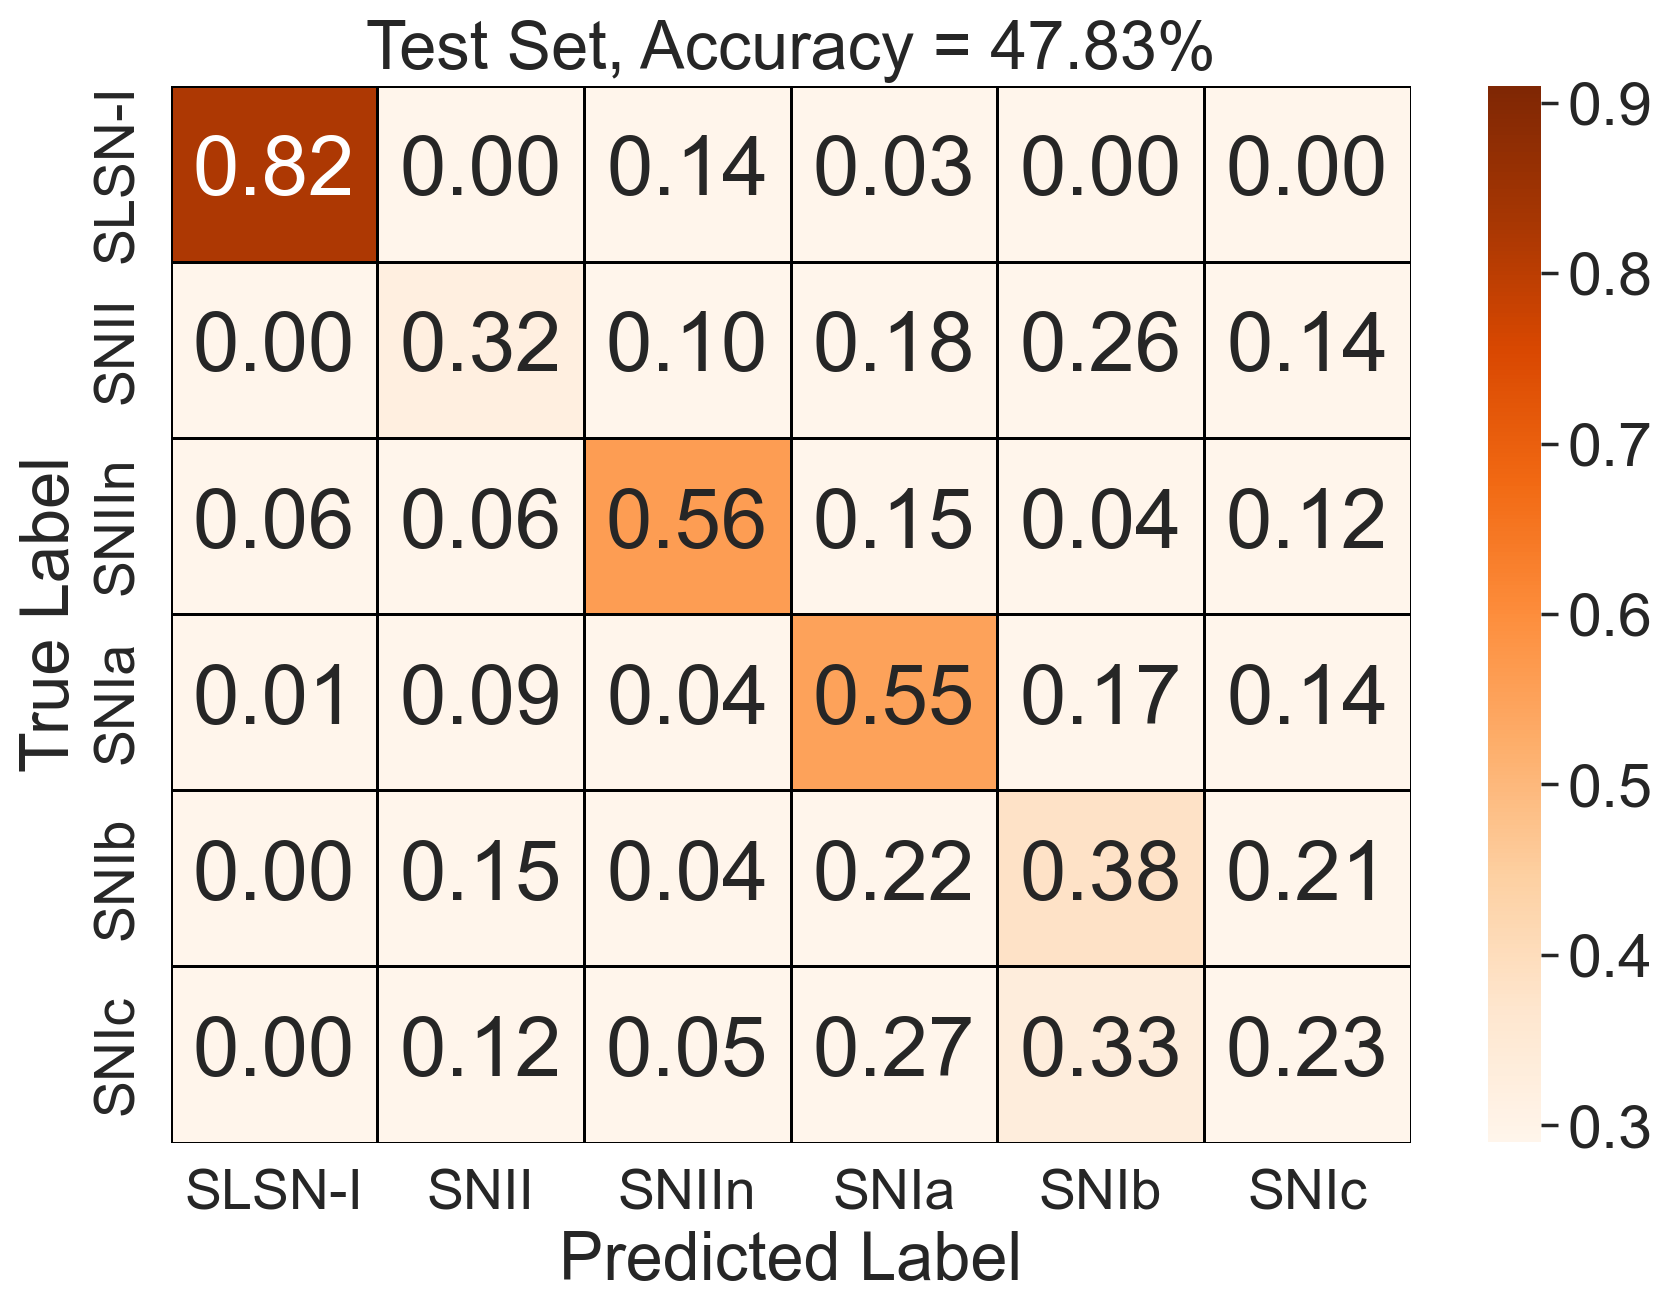 Test Set, Accuracy = 47.83%
SLSN-I 0.82 0.00 0.14 0.03 0.00 0.00
SNII 0.00 0.32 0.10 0.18 0.26 0.14
SNIIn 0.06 0.06 0.56 0.15 0.04 0.12
SNIa 0.01 0.09 0.04 0.55 0.17 0.14
SNIb 0.00 0.15 0.04 0.22 0.38 0.21
SNIc 0.00 0.12 0.05 0.27 0.33 0.23
True Label
SLSN-I SNII SNIIn SNIa SNIb SNIc
Predicted Label
0.9
0.8
0.7
0.6
0.5
0.4
0.3